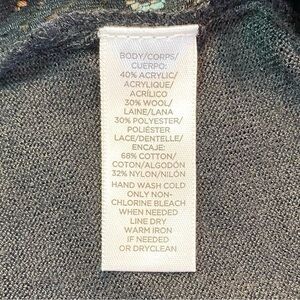 BODY/CORPS/
CUERPO:
40% ACRYLIC/
ACRYLIQUE/
ACRÍLICO
30% WOOL/
LAINE/LANA
30% POLYESTER/
POLIÉSTER
LACE/DENTELLE/
ENCAJE:
68% COTTON/
COTON/ALGODÓN
32% NYLON/NILÓN
HAND WASH COLD
ONLY NON-
CHLORINE BLEACH
WHEN NEEDED
LINE DRY
WARM IRON
IF NEEDED
OR DRYCLEAN